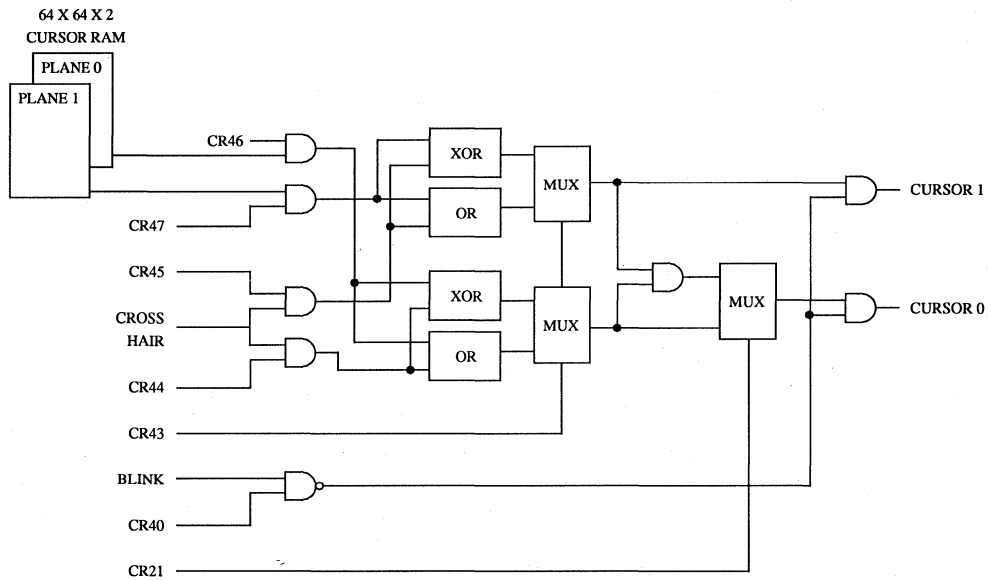 64 X 64 X 2
CURSOR RAM
PLANE 0
PLANE 1
CR46
XOR
MUX
CURSOR 1
OR
CR47
CR45
XOR
MUX
MUX
CURSOR 0
CROSS
HAIR
OR
CR44
CR43
BLINK
CR40
CR21